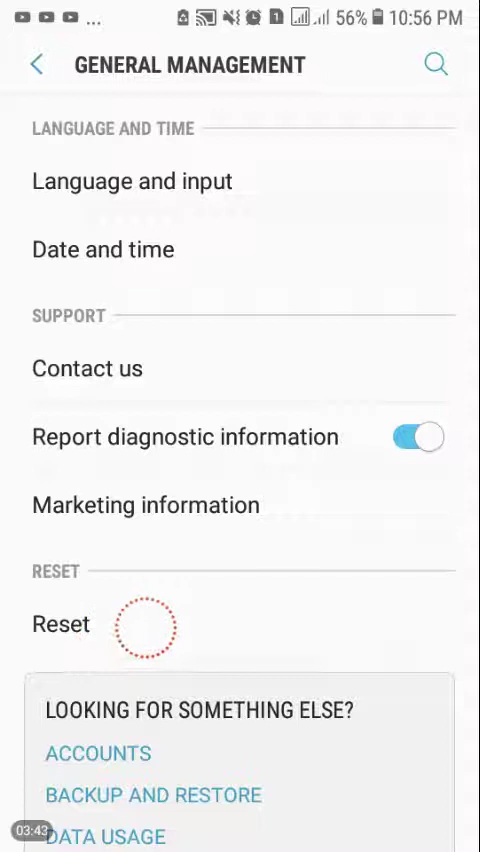 ... 1 56% 10:56 PM
GENERAL MANAGEMENT
LANGUAGE AND TIME
Language and input
Date and time
SUPPORT
Contact us
Report diagnostic information
Marketing information
RESET
Reset
LOOKING FOR SOMETHING ELSE?
ACCOUNTS
BACKUP AND RESTORE
03:43 DATA USAGE